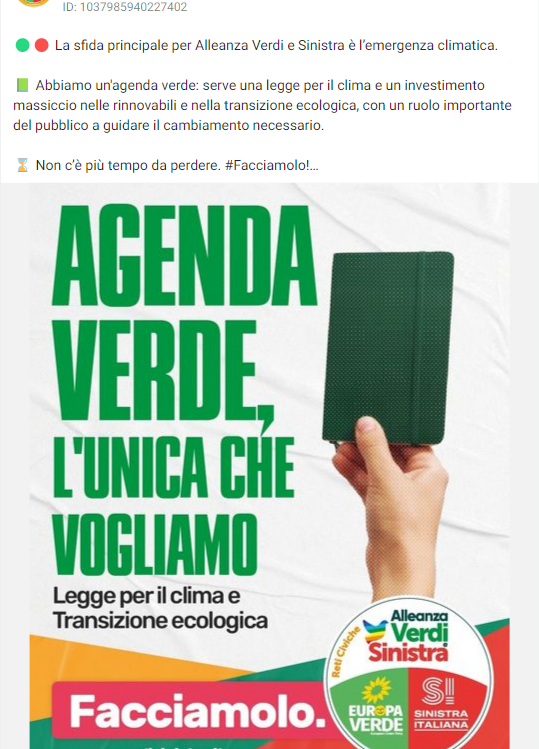 ID: 1037985940227402
🟢🔴 La sfida principale per Alleanza Verdi e Sinistra è l'emergenza climatica.
📗 Abbiamo un'agenda verde: serve una legge per il clima e un investimento
massiccio nelle rinnovabili e nella transizione ecologica, con un ruolo importante
del pubblico a guidare il cambiamento necessario.
⌛ Non c'è più tempo da perdere. #Facciamolo!...
AGENDA
VERDE,
L'UNICA CHE
VOGLIAMO
Legge per il clima e
Transizione ecologica
Facciamolo.
Reti Civiche
Alleanza
Verdi
Sinistra
EUROPA
VERDE
SI
SINISTRA
ITALIANA